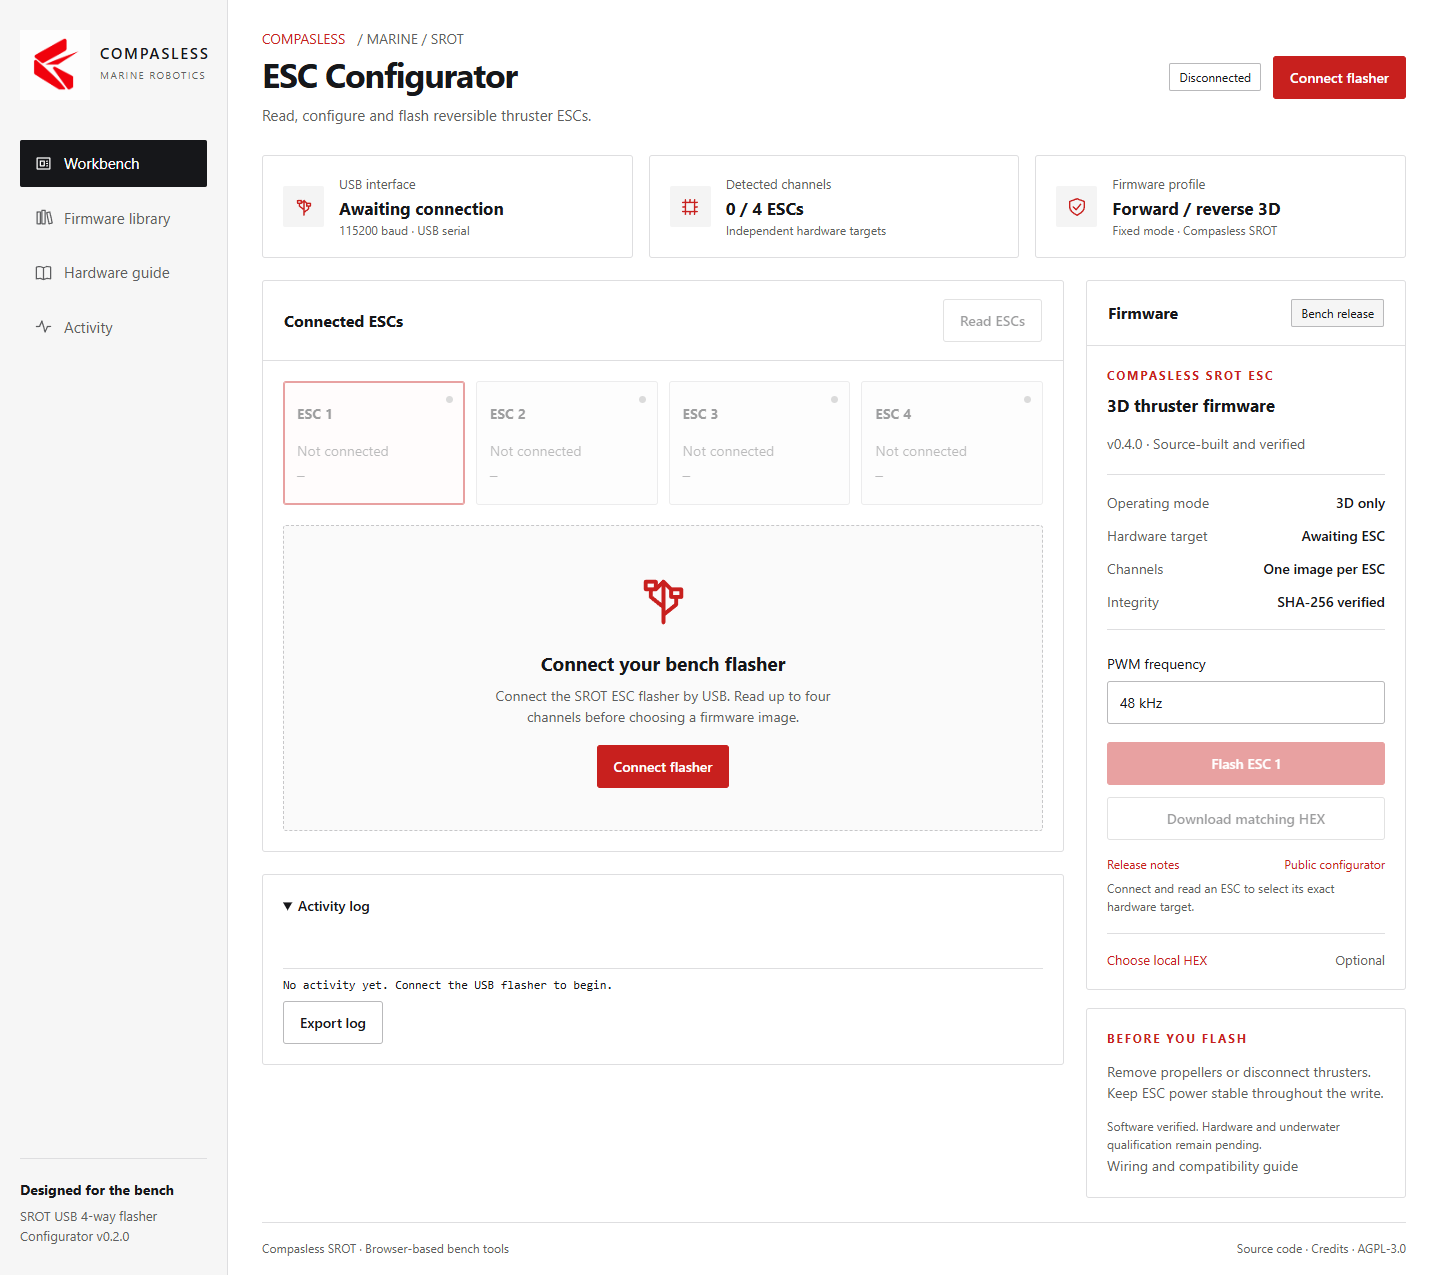 COMPASLESS
MARINE ROBOTICS
Workbench
Firmware library
Hardware guide
Activity
Designed for the bench
SROT USB 4-way flasher
Configurator v0.2.0
COMPASLESS / MARINE / SROT
ESC Configurator
Read, configure and flash reversible thruster ESCs.
Disconnected
Connect flasher
USB interface
Awaiting connection
115200 baud · USB serial
Detected channels
0 / 4 ESCs
Independent hardware targets
Firmware profile
Forward / reverse 3D
Fixed mode · Compasless SROT
Connected ESCs
Read ESCs
ESC 1
Not connected
–
ESC 2
Not connected
–
ESC 3
Not connected
–
ESC 4
Not connected
–
Connect your bench flasher
Connect the SROT ESC flasher by USB. Read up to four
channels before choosing a firmware image.
Connect flasher
Activity log
No activity yet. Connect the USB flasher to begin.
Export log
Firmware
Bench release
COMPASLESS SROT ESC
3D thruster firmware
v0.4.0 · Source-built and verified
Operating mode 3D only
Hardware target Awaiting ESC
Channels One image per ESC
Integrity SHA-256 verified
PWM frequency
48 kHz
Flash ESC 1
Download matching HEX
Release notes Public configurator
Connect and read an ESC to select its exact
hardware target.
Choose local HEX Optional
BEFORE YOU FLASH
Remove propellers or disconnect thrusters.
Keep ESC power stable throughout the write.
Software verified. Hardware and underwater
qualification remain pending.
Wiring and compatibility guide
Compasless SROT · Browser-based bench tools
Source code · Credits · AGPL-3.0